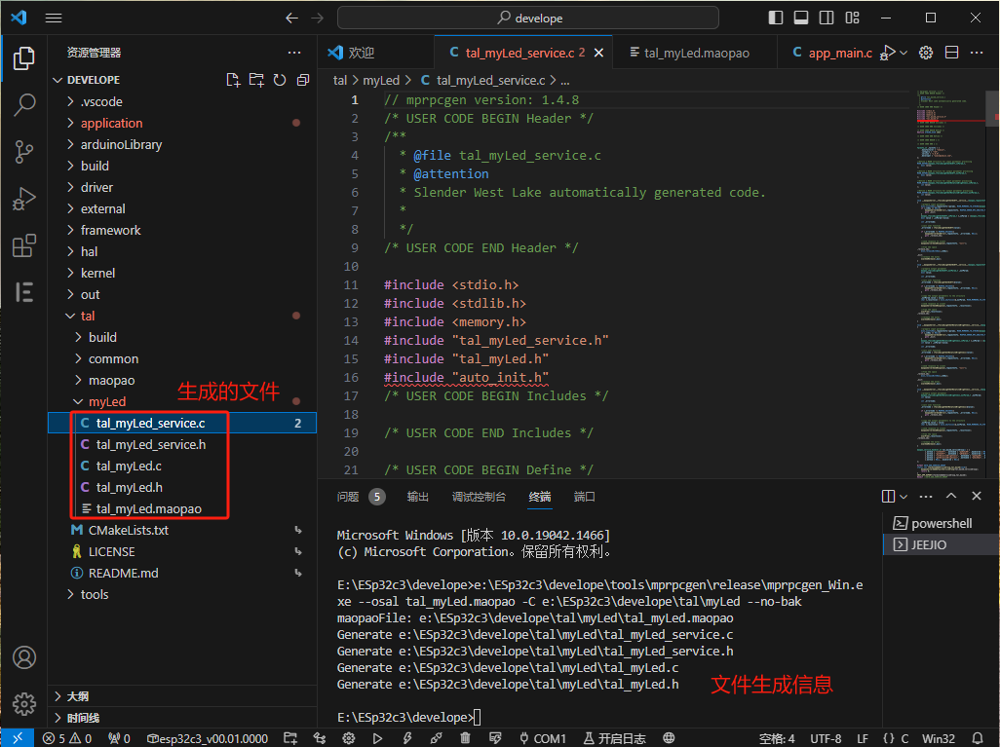 develope
资源管理器
DEVELOPE
.vscode
application
arduinoLibrary
build
driver
external
framework
hal
kernel
out
tal
build
common
maopao
myLed
生成的文件
tal_myLed_service.c 2
tal_myLed_service.h
tal_myLed.c
tal_myLed.h
tal_myLed.maopao
CMakeLists.txt
LICENSE
README.md
tools
大纲
时间线
欢迎 tal_myLed_service.c 2 tal_myLed.maopao app_main.c
tal > myLed > C tal_myLed_service.c > ...
1 // mprpcgen version: 1.4.8
2 /* USER CODE BEGIN Header */
3 /**
4 * @file tal_myLed_service.c
5 * @attention
6 * Slender West Lake automatically generated code.
7 *
8 */
9 /* USER CODE END Header */
10
11 #include <stdio.h>
12 #include <stdlib.h>
13 #include <memory.h>
14 #include "tal_myLed_service.h"
15 #include "tal_myLed.h"
16 #include "auto_init.h"
17 /* USER CODE BEGIN Includes */
18
19 /* USER CODE END Includes */
20
21 /* USER CODE BEGIN Define */
问题 5 输出 调试控制台 终端 端口
powershell
JEEJIO
Microsoft Windows [版本 10.0.19042.1466]
(c) Microsoft Corporation。保留所有权利。
E:\ESp32c3\develope>e:\ESp32c3\develope\tools\mprpcgen\release\mprpcgen_Win.e
xe --osal tal_myLed.maopao -C e:\ESp32c3\develope\tal\myLed --no-bak
maopaoFile: e:\ESp32c3\develope\tal\myLed\tal_myLed.maopao
Generate e:\ESp32c3\develope\tal\myLed\tal_myLed_service.c
Generate e:\ESp32c3\develope\tal\myLed\tal_myLed_service.h
Generate e:\ESp32c3\develope\tal\myLed\tal_myLed.c
Generate e:\ESp32c3\develope\tal\myLed\tal_myLed.h
文件生成信息
E:\ESp32c3\develope>
5 0 0 esp32c3_v00.01.0000 COM1 开启日志 空格: 4 UTF-8 LF {} C Win32